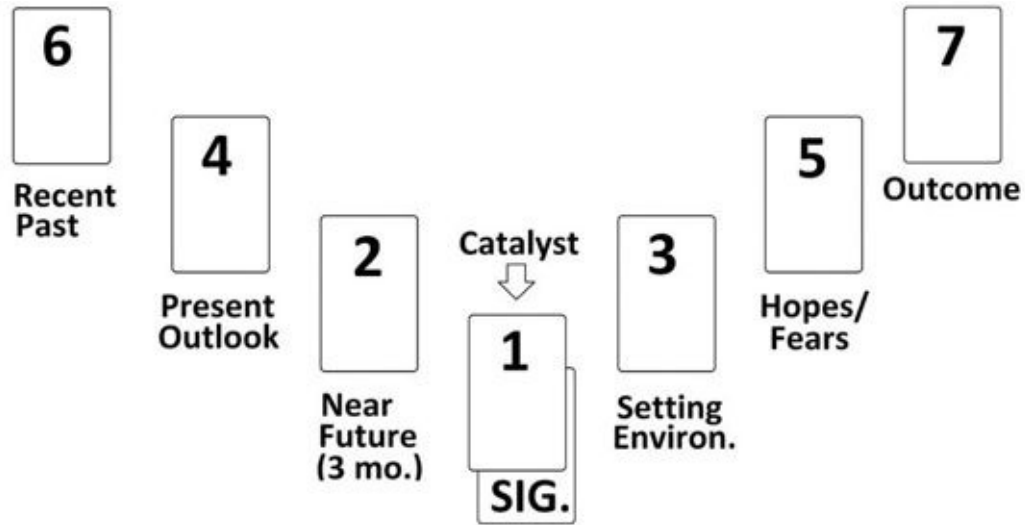 6
Recent
Past
4
Present
Outlook
2
Near
Future
(3 mo.)
Catalyst
1
SIG.
3
Setting
Environ.
5
Hopes/
Fears
7
Outcome